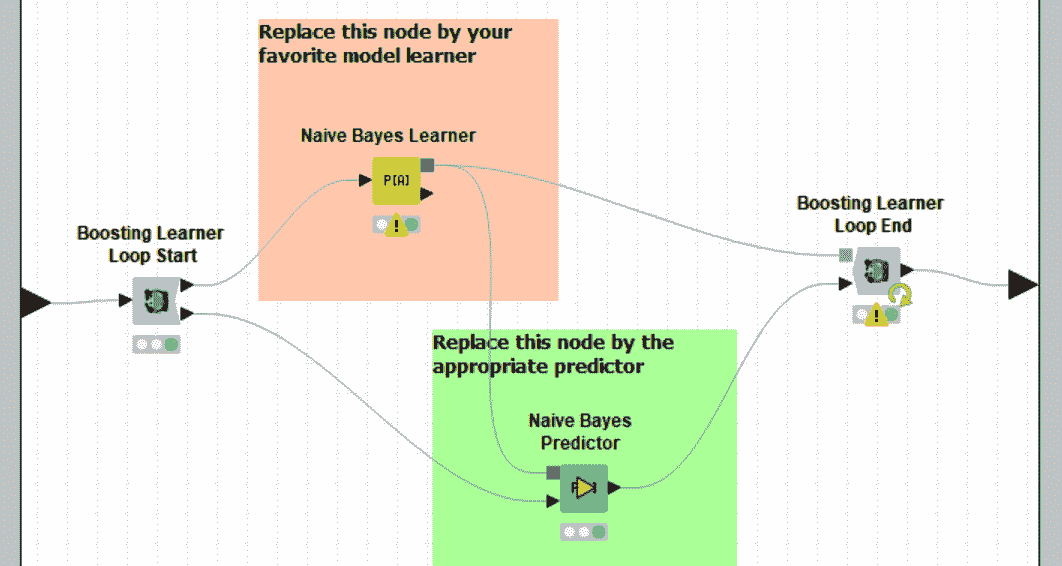 Replace this node by your
favorite model learner
Naive Bayes Learner
P[A]
Boosting Learner
Loop Start
Boosting Learner
Loop End
Replace this node by the
appropriate predictor
Naive Bayes
Predictor